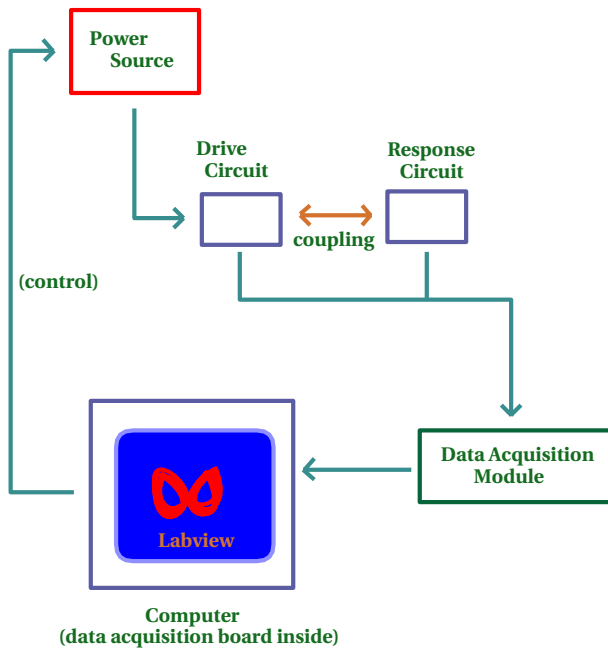 Power
Source
Drive
Circuit
Response
Circuit
coupling
(control)
Data Acquisition
Module
Labview
Computer
(data acquisition board inside)